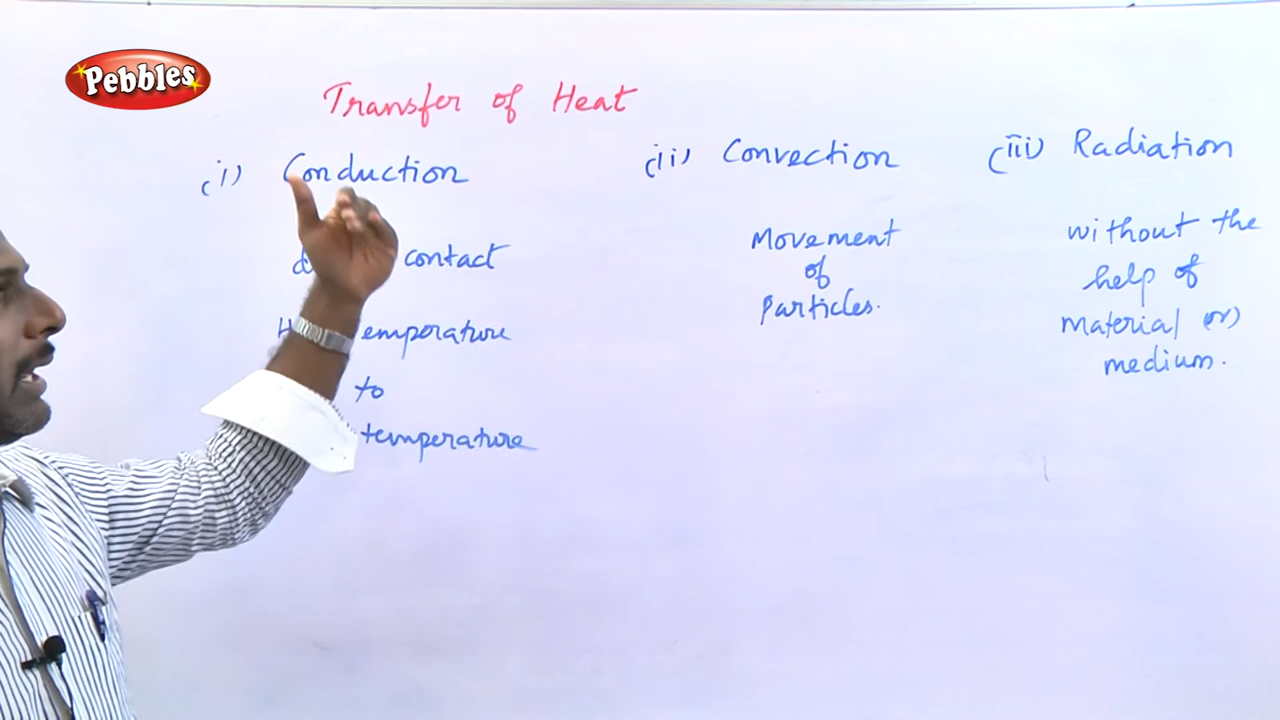 Pebbles
Transfer of Heat
(i) Conduction
contact
temperature
to
temperature
(ii) Convection
Movement
of
Particles.
(iii) Radiation
without the
help of
material (or)
medium.